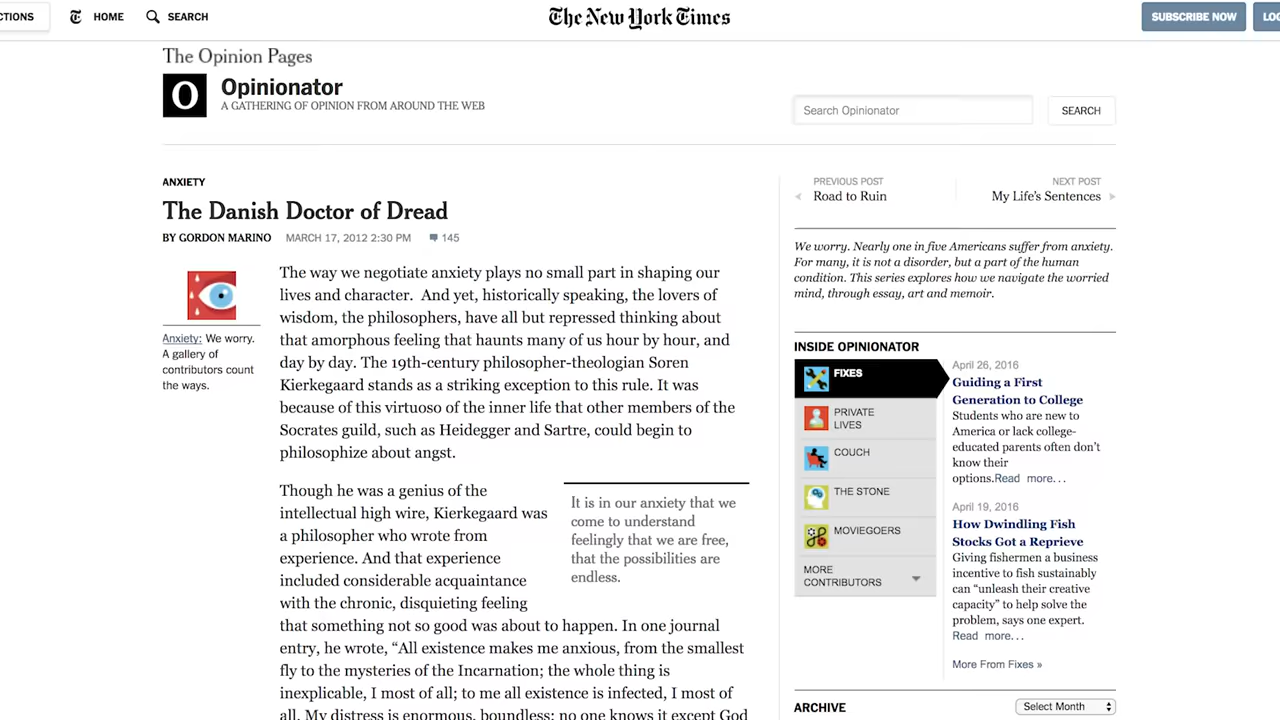 CTIONS
HOME
SEARCH
The New York Times
SUBSCRIBE NOW
LO
The Opinion Pages
O
Opinionator
A GATHERING OF OPINION FROM AROUND THE WEB
Search Opinionator
SEARCH
ANXIETY
The Danish Doctor of Dread
BY GORDON MARINO MARCH 17, 2012 2:30 PM 145
Anxiety: We worry.
A gallery of
contributors count
the ways.
The way we negotiate anxiety plays no small part in shaping our
lives and character. And yet, historically speaking, the lovers of
wisdom, the philosophers, have all but repressed thinking about
that amorphous feeling that haunts many of us hour by hour, and
day by day. The 19th-century philosopher-theologian Soren
Kierkegaard stands as a striking exception to this rule. It was
because of this virtuoso of the inner life that other members of the
Socrates guild, such as Heidegger and Sartre, could begin to
philosophize about angst.
Though he was a genius of the
intellectual high wire, Kierkegaard was
a philosopher who wrote from
experience. And that experience
included considerable acquaintance
with the chronic, disquieting feeling
that something not so good was about to happen. In one journal
entry, he wrote, “All existence makes me anxious, from the smallest
fly to the mysteries of the Incarnation; the whole thing is
inexplicable, I most of all; to me all existence is infected, I most of
all. My distress is enormous, boundless; no one knows it except God
It is in our anxiety that we
come to understand
feelingly that we are free,
that the possibilities are
endless.
PREVIOUS POST
Road to Ruin
NEXT POST
My Life's Sentences
We worry. Nearly one in five Americans suffer from anxiety.
For many, it is not a disorder, but a part of the human
condition. This series explores how we navigate the worried
mind, through essay, art and memoir.
INSIDE OPINIONATOR
FIXES
PRIVATE
LIVES
COUCH
THE STONE
MOVIEGOERS
MORE
CONTRIBUTORS
April 26, 2016
Guiding a First
Generation to College
Students who are new to
America or lack college-
educated parents often don’t
know their
options.Read more…
April 19, 2016
How Dwindling Fish
Stocks Got a Reprieve
Giving fishermen a business
incentive to fish sustainably
can “unleash their creative
capacity” to help solve the
problem, says one expert.
Read more…
More From Fixes »
ARCHIVE
Select Month